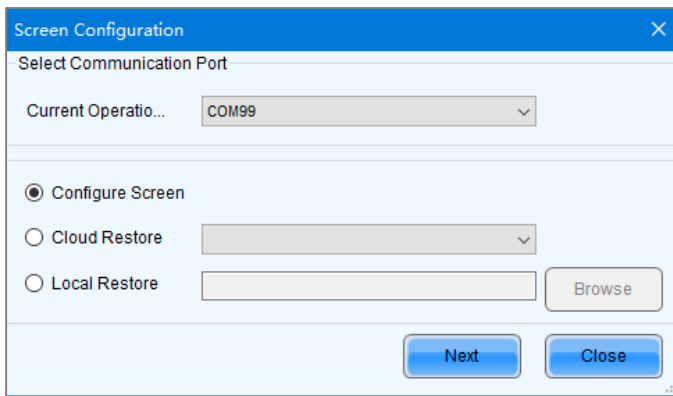 Screen Configuration
Select Communication Port
Current Operatio... COM99
Configure Screen
Cloud Restore
Local Restore Browse
Next Close